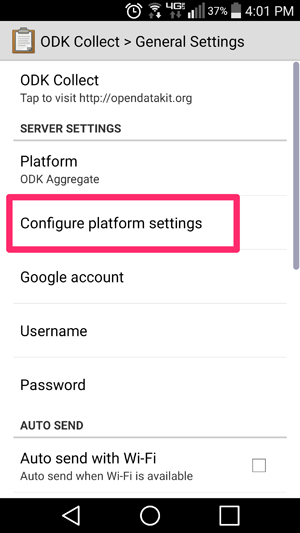 4G 37% 4:01 PM
ODK Collect > General Settings
ODK Collect
Tap to visit http://opendatakit.org
SERVER SETTINGS
Platform
ODK Aggregate
Configure platform settings
Google account
Username
Password
AUTO SEND
Auto send with Wi-Fi
Auto send when Wi-Fi is available